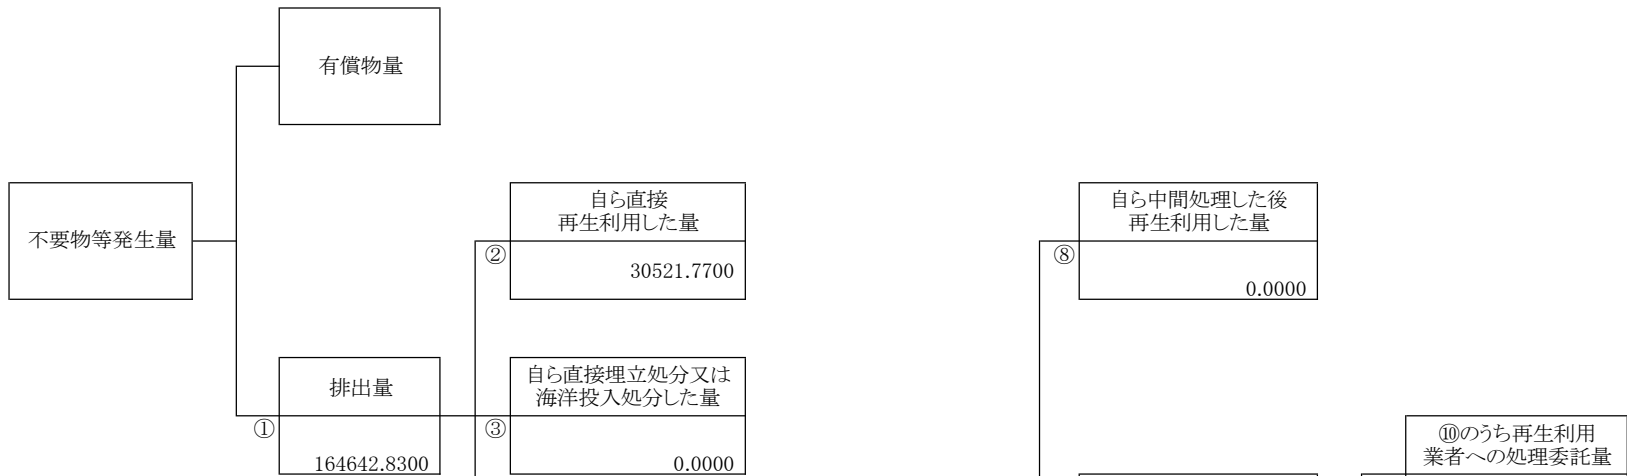 有償物量
不要物等発生量
自ら直接
再生利用した量
②
30521.7700
自ら中間処理した後
再生利用した量
⑧
0.0000
排出量
①
164642.8300
自ら直接埋立処分又は
海洋投入処分した量
③
0.0000
⑩のうち再生利用
業者への処理委託量